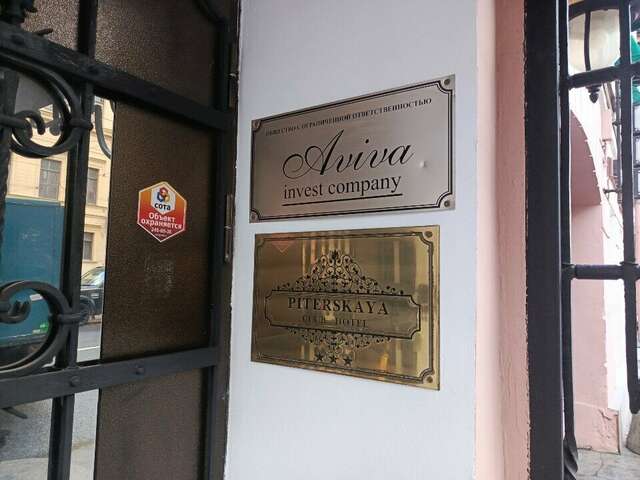 ОБЩЕСТВО С ОГРАНИЧЕННОЙ ОТВЕТСТВЕННОСТЬЮ
Aviva
invest company
PITERSKAYA
CLUB HOTEL
сота
Объект
охраняется